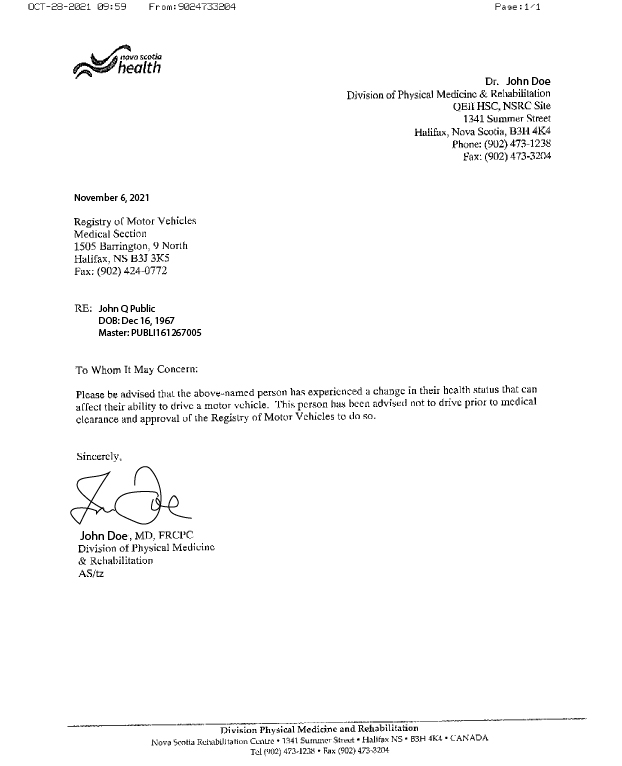 OCT-28-2021 09:59 From:9024733204 Page:1/1
nova scotia
health
Dr. John Doe
Division of Physical Medicine & Rehabilitation
QEII HSC, NSRC Site
1341 Summer Street
Halifax, Nova Scotia, B3H 4K4
Phone: (902) 473-1238
Fax: (902) 473-3204
November 6, 2021
Registry of Motor Vehicles
Medical Section
1505 Barrington, 9 North
Halifax, NS B3J 3K5
Fax: (902) 424-0772
RE: John Q Public
DOB: Dec 16, 1967
Master: PUBLI161267005
To Whom It May Concern:
Please be advised that the above-named person has experienced a change in their health status that can
affect their ability to drive a motor vehicle. This person has been advised not to drive prior to medical
clearance and approval of the Registry of Motor Vehicles to do so.
Sincerely,
John Doe
John Doe, MD, FRCPC
Division of Physical Medicine
& Rehabilitation
AS/tz
Division Physical Medicine and Rehabilitation
Nova Scotia Rehabilitation Centre • 1341 Summer Street • Halifax NS • B3H 4K4 • CANADA
Tel (902) 473-1238 • Fax (902) 473-3204